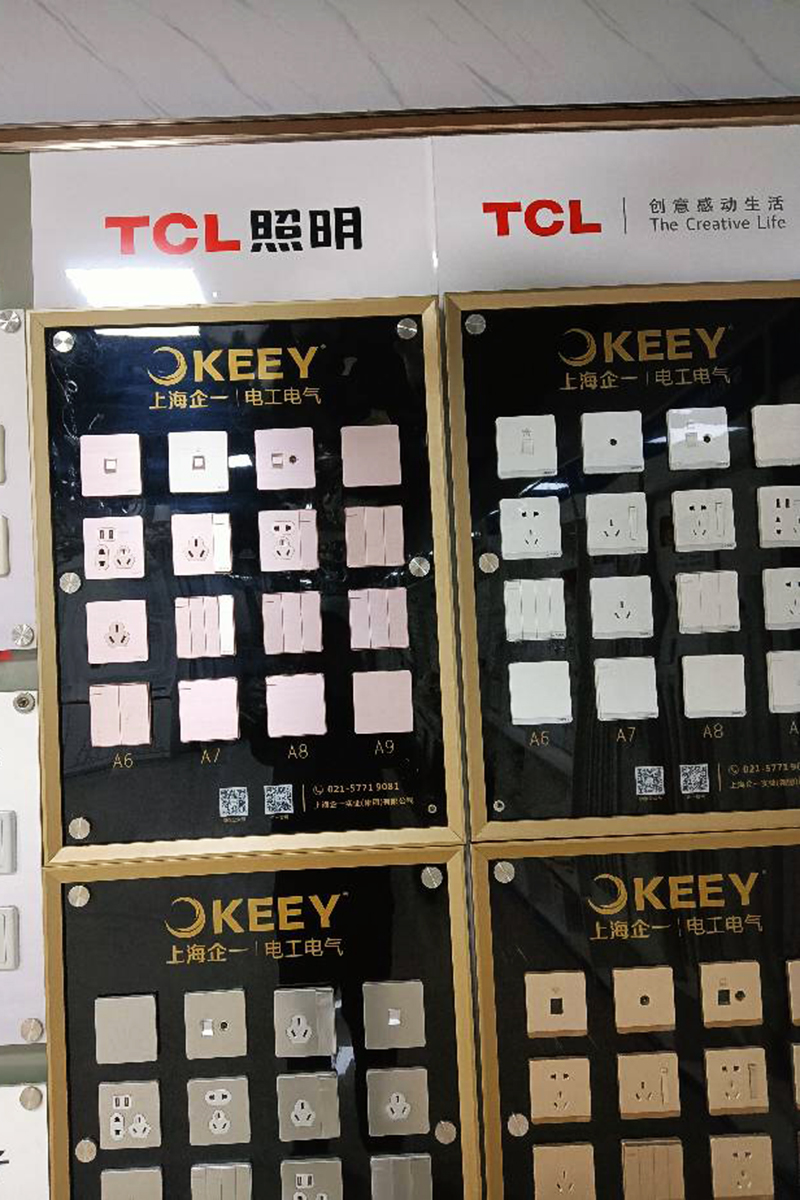 TCL照明
TCL
创意感动生活
The Creative Life
KEEY
上海企一 | 电工电气
A6
A7
A8
A9
021-5771 9081
KEEY
上海企一 | 电工电气
A6
A7
A8
021-5771 9
KEEY
上海企一 | 电工电气
KEEY
上海企一 | 电工电气